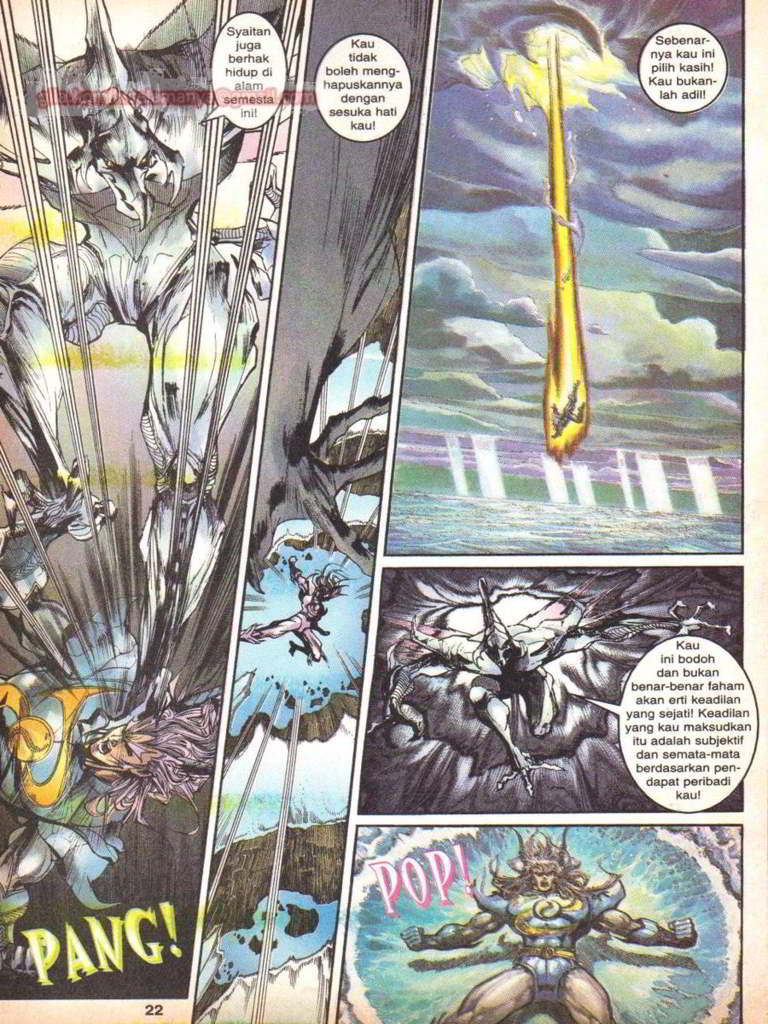 Syaitan
juga
berhak
hidup di
alam
semesta
ini!
Kau
tidak
boleh meng-
hapuskannya
dengan
sesuka hati
kau!
Sebenar-
nya kau ini
pilih kasih!
Kau bukan-
lah adil!
Kau
ini bodoh
dan bukan
benar-benar faham
akan erti keadilan
yang sejati! Keadilan
yang kau maksudkan
itu adalah subjektif
dan semata-mata
berdasarkan pen-
dapat peribadi
kau!
POP!
PANG!
22